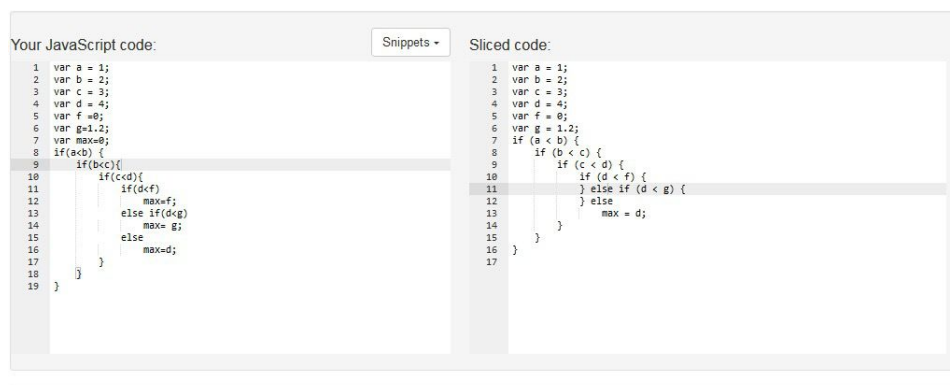 Your JavaScript code:
Snippets
1 var a = 1;
2 var b = 2;
3 var c = 3;
4 var d = 4;
5 var f =0;
6 var g=1.2;
7 var max=0;
8 if(a<b) {
9 if(b<c){
10 if(c<d){
11 if(d<f)
12 max=f;
13 else if(d<g)
14 max= g;
15 else
16 max=d;
17 }
18 }
19 }
Sliced code:
1 var a = 1;
2 var b = 2;
3 var c = 3;
4 var d = 4;
5 var f = 0;
6 var g = 1.2;
7 if (a < b) {
8 if (b < c) {
9 if (c < d) {
10 if (d < f) {
11 } else if (d < g) {
12 } else
13 max = d;
14 }
15 }
16 }
17